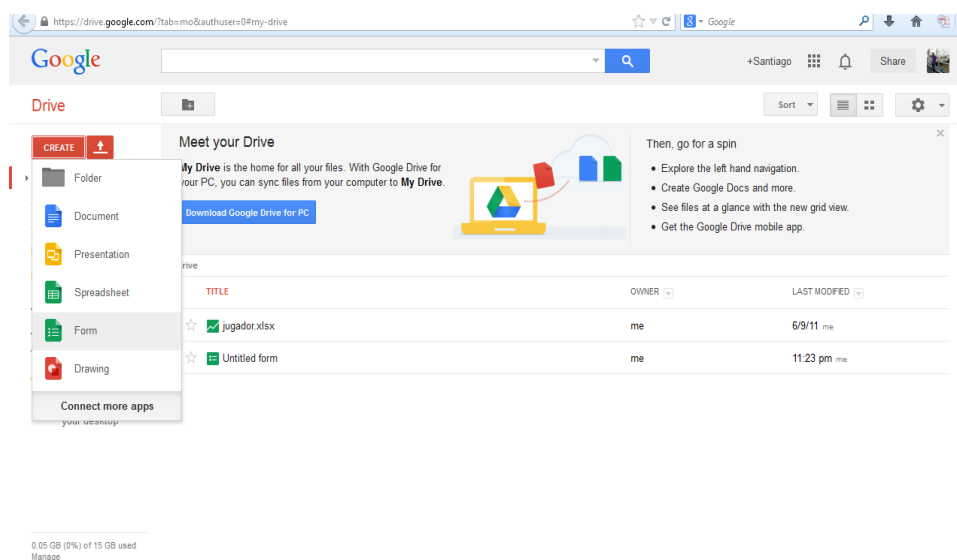 https://drive.google.com/?tab=mo&authuser=0#my-drive
Google
Google
+Santiago
Share
Drive
Sort
CREATE
Folder
Document
Presentation
Spreadsheet
Form
Drawing
Connect more apps
your desktop
Meet your Drive
My Drive is the home for all your files. With Google Drive for
your PC, you can sync files from your computer to My Drive.
Download Google Drive for PC
Then, go for a spin
Explore the left hand navigation.
Create Google Docs and more.
See files at a glance with the new grid view.
Get the Google Drive mobile app.
rive
TITLE OWNER LAST MODIFIED
jugador.xlsx me 6/9/11 me
Untitled form me 11:23 pm me
0.05 GB (0%) of 15 GB used
Manage